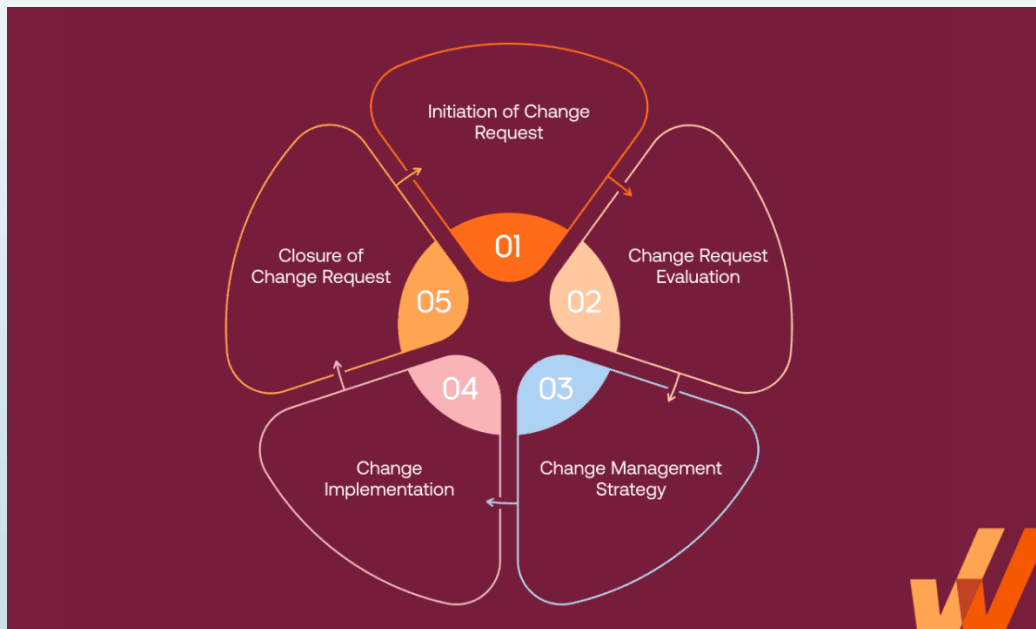 01
Initiation of Change
Request
02
Change Request
Evaluation
03
Change Management
Strategy
04
Change
Implementation
05
Closure of
Change Request